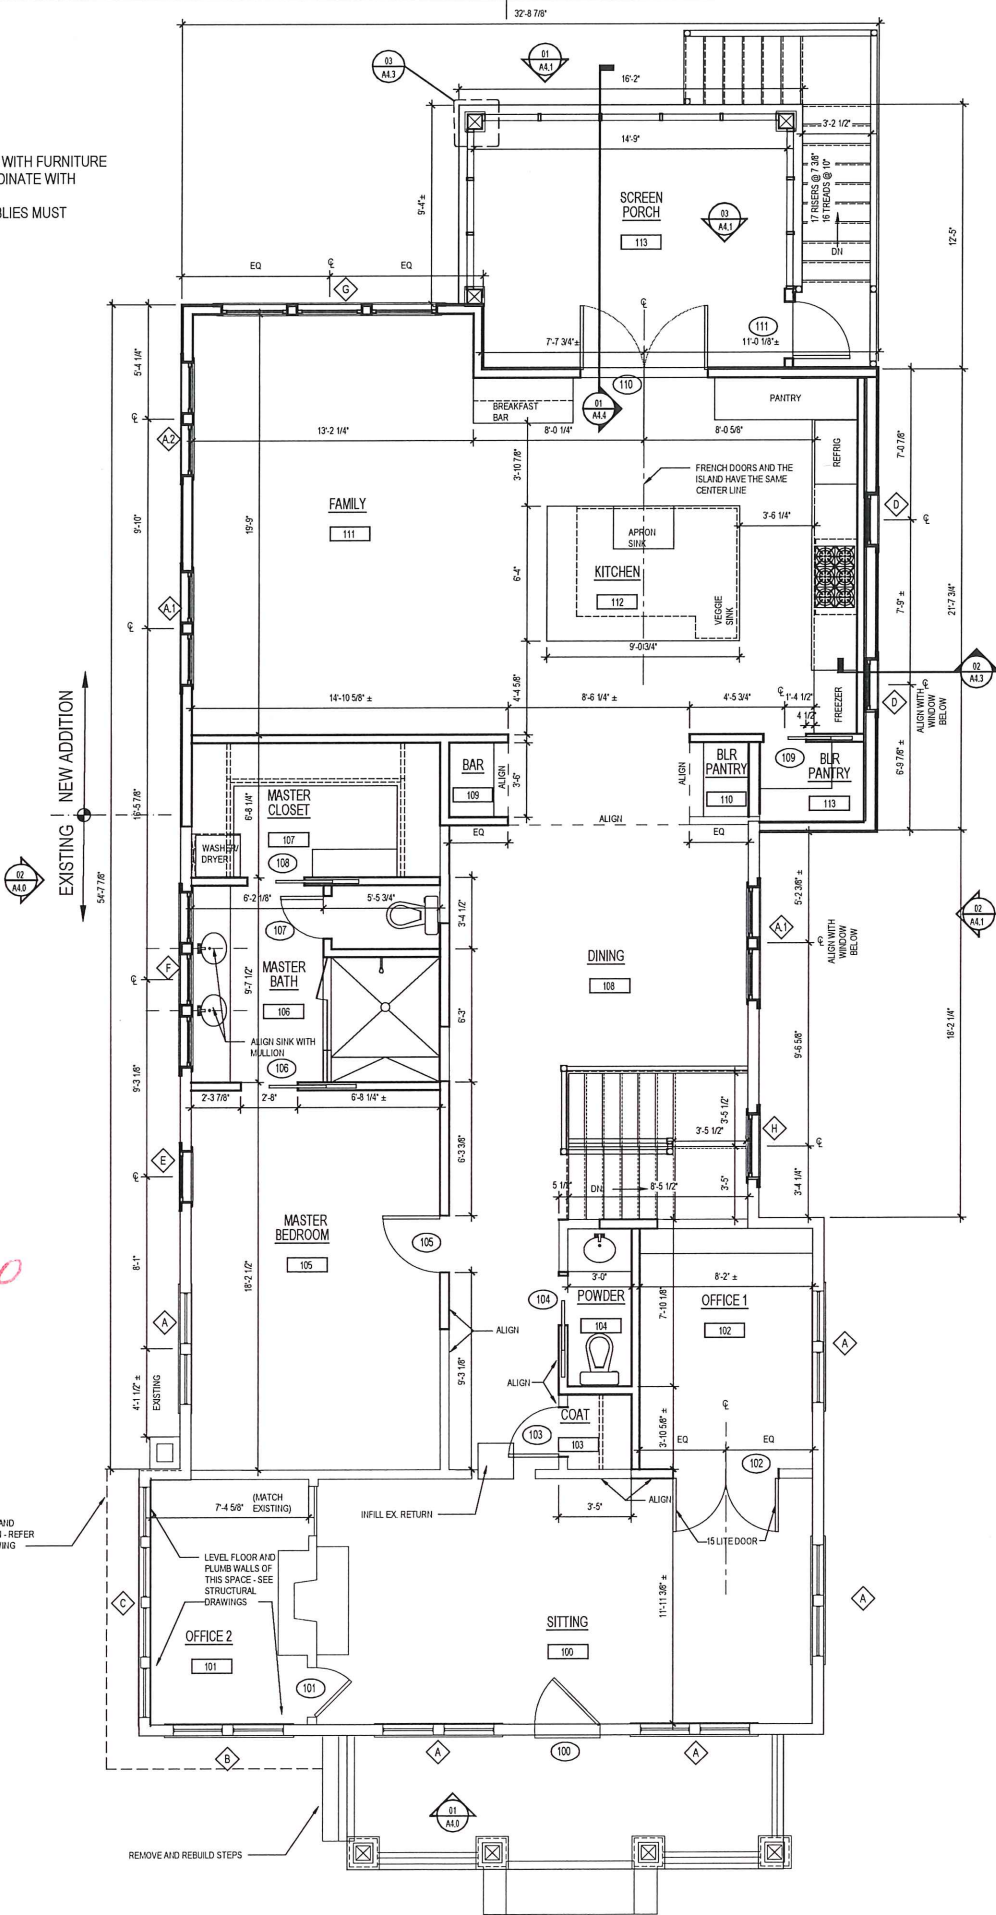 32'-8 7/8"
03
A4.3
01
A4.1
16'-2"
WITH FURNITURE
DINATE WITH
BLIES MUST
14'-9"
3'-2 1/2"
17 RISERS @ 7 3/8"
16 TREADS @ 10"
DN
9'-4" ±
SCREEN
PORCH
113
03
A4.1
12'-5"
EQ
℄
EQ
G
℄
111
7'-7 3/4" ±
11'-0 1/8" ±
5'-4 1/4"
110
BREAKFAST
BAR
01
A4.4
PANTRY
13'-2 1/4"
8'-0 1/4"
8'-0 5/8"
℄
A.2
3'-10 7/8"
REFRIG
7'-0 7/8"
FRENCH DOORS AND THE
ISLAND HAVE THE SAME
CENTER LINE
FAMILY
111
19'-9"
9'-10"
3'-6 1/4"
D
℄
APRON
SINK
KITCHEN
112
6'-4"
VEGGIE
SINK
7'-9" ±
21'-7 3/4"
A.1
℄
9'-0 3/4"
02
A4.3
14'-10 5/8" ±
4'-4 5/8"
8'-6 1/4" ±
4'-5 3/4"
℄
1'-4 1/2"
4 1/2"
FREEZER
D
℄
ALIGN WITH
WINDOW
BELOW
6'-9 7/8" ±
NEW ADDITION
EXISTING
16'-5 7/8"
54'-7 7/8"
02
A4.0
BAR
109
ALIGN
3'-6"
ALIGN
BLR
PANTRY
110
109
BLR
PANTRY
113
6'-8 1/4"
MASTER
CLOSET
107
WASHER/
DRYER
108
EQ
ALIGN
EQ
6'-2 1/8"
5'-5 3/4"
3'-4 1/2"
107
5'-2 3/8" ±
A.1
℄
ALIGN WITH
WINDOW
BELOW
02
A4.1
F
℄
MASTER
BATH
106
9'-7 1/2"
DINING
108
6'-3"
ALIGN SINK WITH
MULLION
106
9'-3 1/8"
9'-6 5/8"
18'-2 1/4"
2'-3 7/8"
2'-8"
6'-8 1/4" ±
3'-5 1/2"
3'-5 1/2"
H
℄
6'-3 3/8"
E
℄
DN
8'-5 1/2"
3'-5"
3'-4 1/4"
MASTER
BEDROOM
105
105
18'-2 1/2"
8'-1"
3'-0"
8'-2" ±
104
POWDER
104
7'-10 1/8"
OFFICE 1
102
A
ALIGN
A
℄
9'-3 1/8"
ALIGN
4'-1 1/2" ±
EXISTING
COAT
103
103
3'-10 5/8" ±
℄
EQ
EQ
102
7'-4 5/8"
(MATCH
EXISTING)
INFILL EX. RETURN
3'-5"
ALIGN
15 LITE DOOR
AND
- REFER
LEVEL FLOOR AND
PLUMB WALLS OF
THIS SPACE - SEE
STRUCTURAL
DRAWINGS
C
11'-11 3/8" ±
A
OFFICE 2
101
SITTING
100
101
B
A
100
A
01
A4.0
REMOVE AND REBUILD STEPS